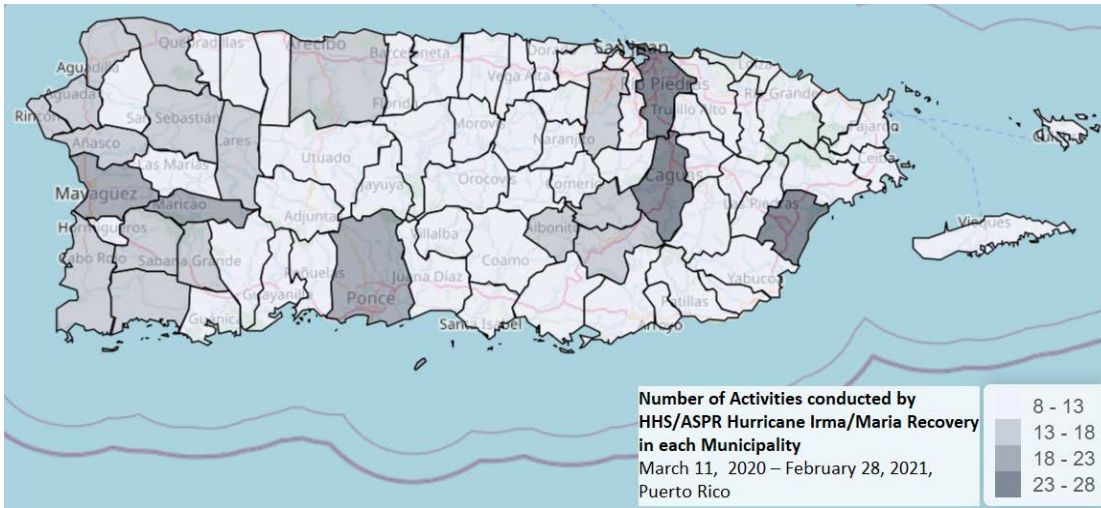 Quebradillas
Arecibo
Barceloneta
Dorado
San Juan
Aguadilla
Vega Alta
Loíza
Río Piedras
Río Grande
Aguada
Rincón
Florida
Trujillo Alto
San Sebastián
Morovis
Naranjito
Fajardo
Añasco
Lares
Utuado
Ceiba
Las Marías
Orocovis
Comerío
Caguas
Jayuya
Mayagüez
Maricao
Las Piedras
Adjuntas
Hormigueros
Villalba
Aibonito
Vieques
Cabo Rojo
Sabana Grande
Coamo
Peñuelas
Juana Díaz
Yabucoa
Guayanilla
Ponce
Patillas
Guánica
Santa Isabel
Arroyo
Number of Activities conducted by
HHS/ASPR Hurricane Irma/Maria Recovery
in each Municipality
March 11, 2020 – February 28, 2021,
Puerto Rico
8 - 13
13 - 18
18 - 23
23 - 28